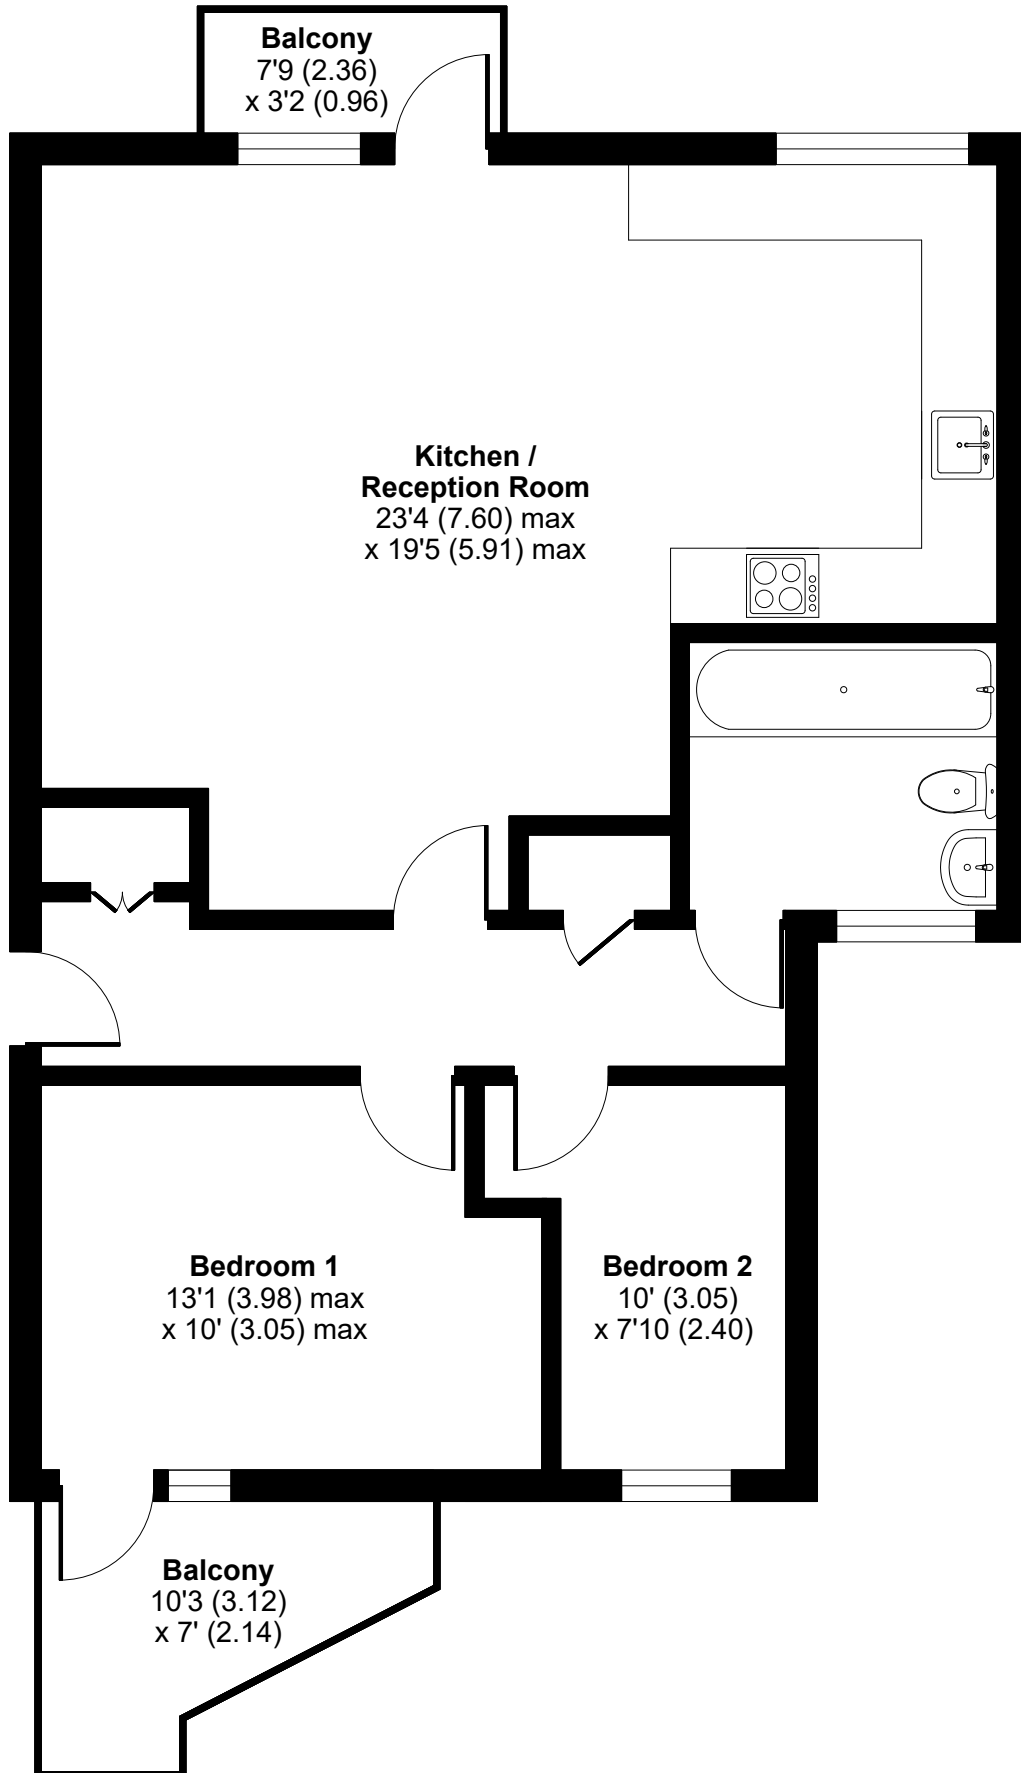 Balcony
7'9 (2.36)
x 3'2 (0.96)
Kitchen /
Reception Room
23'4 (7.60) max
x 19'5 (5.91) max
Bedroom 1
13'1 (3.98) max
x 10' (3.05) max
Bedroom 2
10' (3.05)
x 7'10 (2.40)
Balcony
10'3 (3.12)
x 7' (2.14)